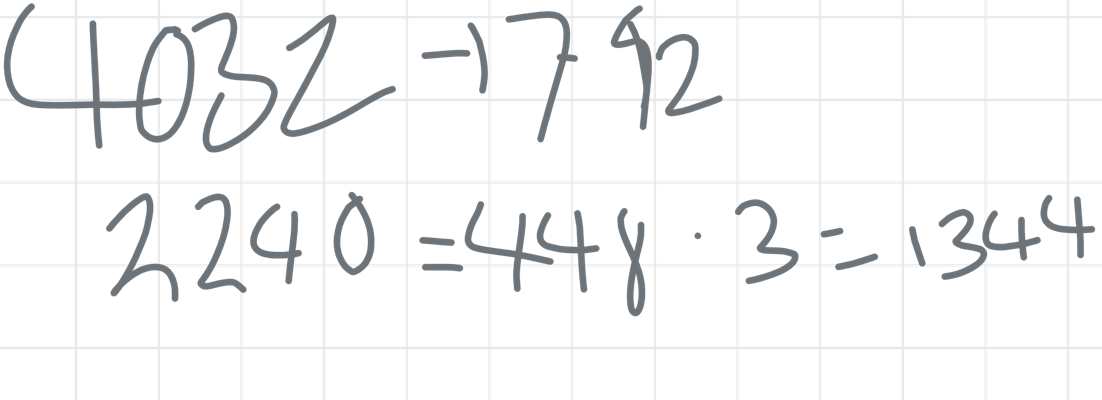 4032 - 1792
2240 = 448 · 3 = 1344